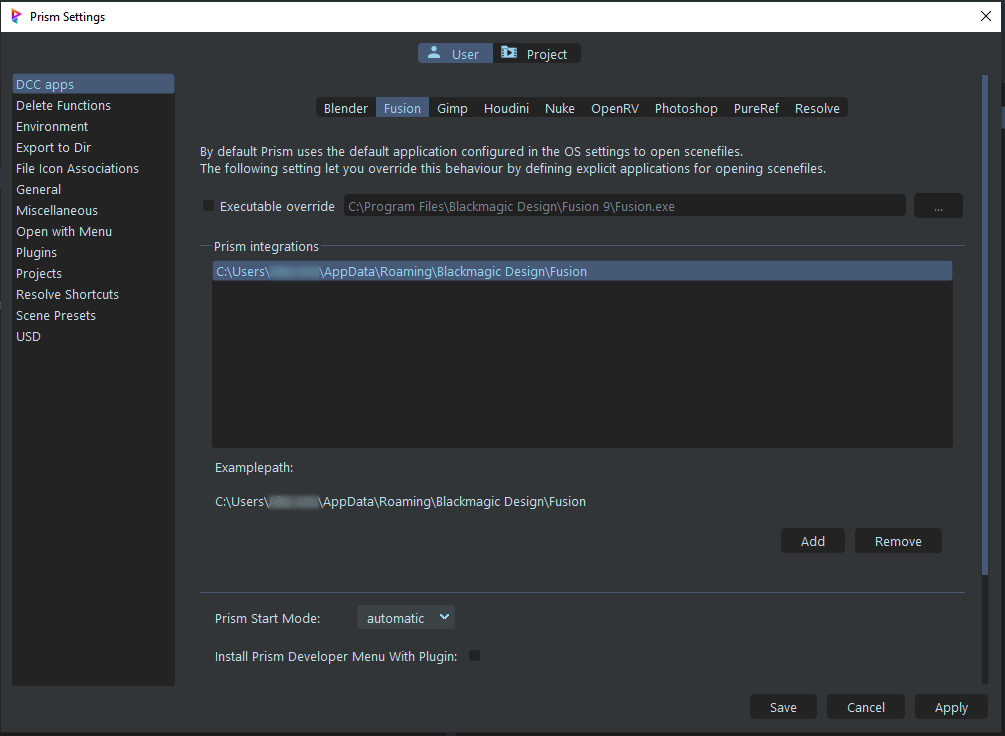 Prism Settings
User
Project
DCC apps
Delete Functions
Environment
Export to Dir
File Icon Associations
General
Miscellaneous
Open with Menu
Plugins
Projects
Resolve Shortcuts
Scene Presets
USD
Blender Fusion Gimp Houdini Nuke OpenRV Photoshop PureRef Resolve
By default Prism uses the default application configured in the OS settings to open scenefiles.
The following setting let you override this behaviour by defining explicit applications for opening scenefiles.
Executable override C:\Program Files\Blackmagic Design\Fusion 9\Fusion.exe ...
Prism integrations
C:\Users\ \AppData\Roaming\Blackmagic Design\Fusion
Examplepath:
C:\Users\ \AppData\Roaming\Blackmagic Design\Fusion
Add Remove
Prism Start Mode: automatic
Install Prism Developer Menu With Plugin:
Save Cancel Apply